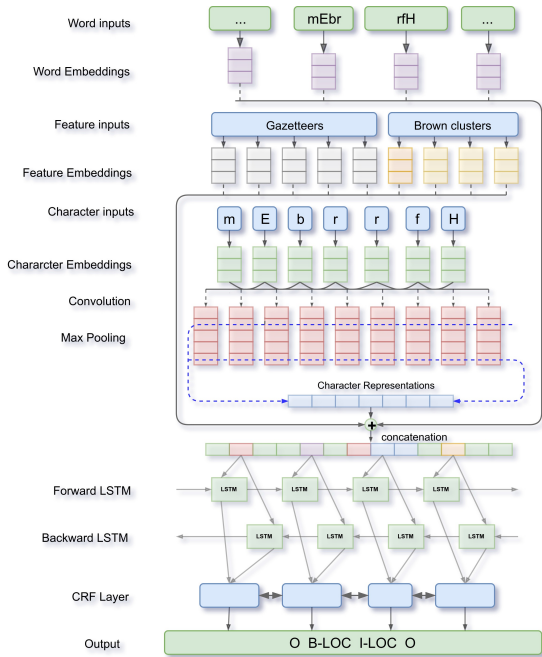 Word inputs ... mEbr rfH ...
Word Embeddings
Feature inputs Gazetteers Brown clusters
Feature Embeddings
Character inputs m E b r r f H
Chararcter Embeddings
Convolution
Max Pooling
Character Representations
+
concatenation
Forward LSTM LSTM LSTM LSTM LSTM
Backward LSTM LSTM LSTM LSTM LSTM
CRF Layer
Output O B-LOC I-LOC O